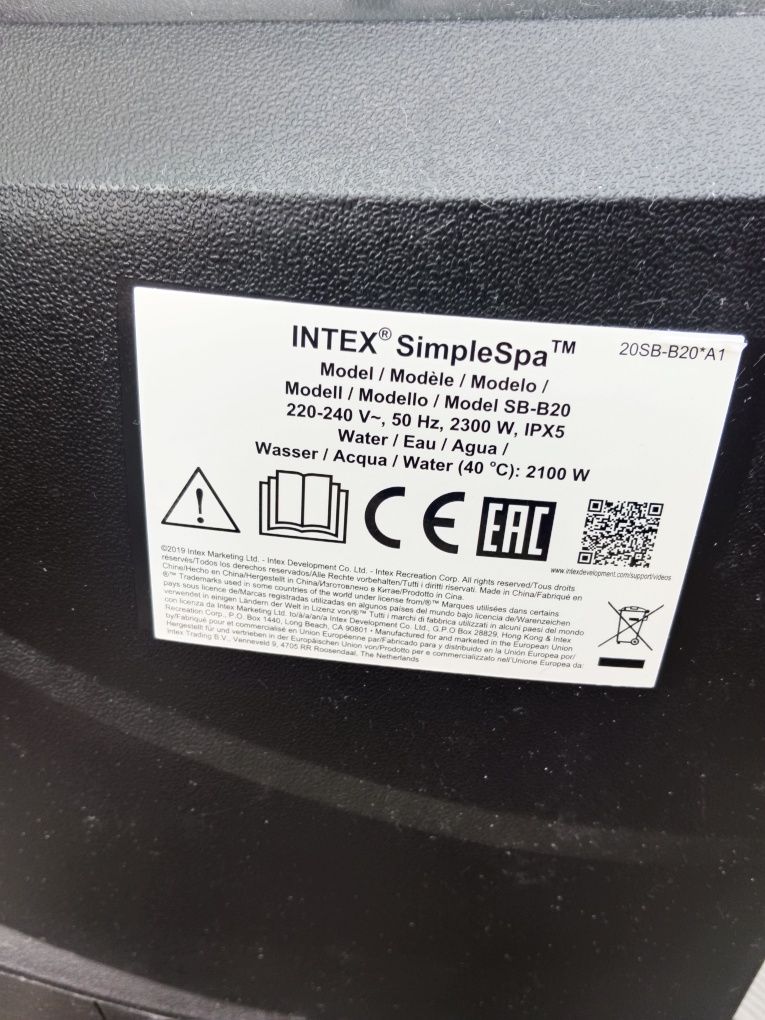 INTEX® SimpleSpa™
20SB-B20*A1
Model / Modèle / Modelo /
Modell / Modello / Model SB-B20
220-240 V~, 50 Hz, 2300 W, IPX5
Water / Eau / Agua /
Wasser / Acqua / Water (40 °C): 2100 W
CE EAC
www.intexdevelopment.com/support/videos
©2019 Intex Marketing Ltd. - Intex Development Co. Ltd. - Intex Recreation Corp. All rights reserved/Tous droits
réservés/Todos los derechos reservados/Alle Rechte vorbehalten/Tutti i diritti riservati. Made in China/Fabriqué en
Chine/Hecho en China/Hergestellt in China/Изготовлено в Китае/Prodotto in Cina.
®™ Trademarks used in some countries of the world under license from/®™ Marques utilisées dans certains
pays sous licence de/Marcas registradas utilizadas en algunos países del mundo bajo licencia de/Warenzeichen
verwendet in einigen Ländern der Welt in Lizenz von/®™ Tutti i marchi di fabbrica utilizzati in alcuni paesi del mondo
con licenza da Intex Marketing Ltd. to/à/a/an/a Intex Development Co. Ltd., G.P.O Box 28829, Hong Kong & Intex
Recreation Corp., P.O. Box 1440, Long Beach, CA 90801 • Manufactured for and marketed in the European Union
by/Fabriqué pour et commercialisé en Union Européenne par/Fabricado para y distribuido en la Unión Europea por/
Hergestellt für und vertrieben in der Europäischen Union von/Prodotto per e commercializzato nell'Unione Europea da:
Intex Trading B.V., Venneveld 9, 4705 RR Roosendaal, The Netherlands